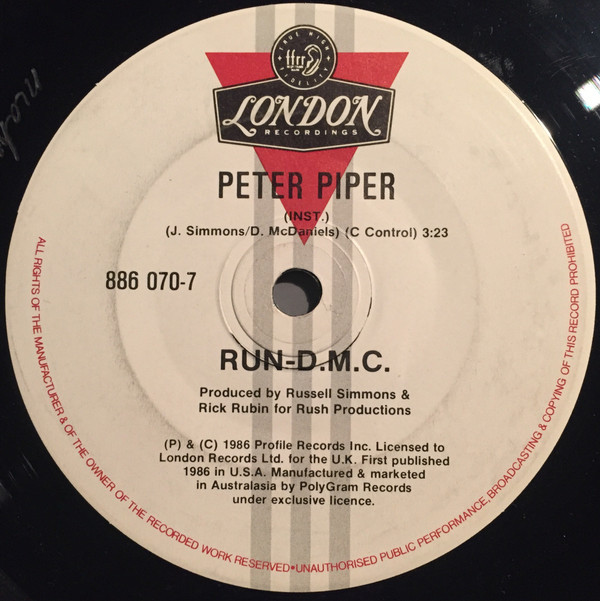 TRUE HIGH FIDELITY
ffrr
LONDON
RECORDINGS
PETER PIPER
(INST.)
(J. Simmons/D. McDaniels) (C Control) 3:23
886 070-7
RUN-D.M.C.
Produced by Russell Simmons &
Rick Rubin for Rush Productions
(P) & (C) 1986 Profile Records Inc. Licensed to
London Records Ltd. for the U.K. First published
1986 in U.S.A. Manufactured & marketed
in Australasia by PolyGram Records
under exclusive licence.
ALL RIGHTS OF THE MANUFACTURER & OF THE OWNER OF THE RECORDED WORK RESERVED•UNAUTHORISED PUBLIC PERFORMANCE, BROADCASTING & COPYING OF THIS RECORD PROHIBITED